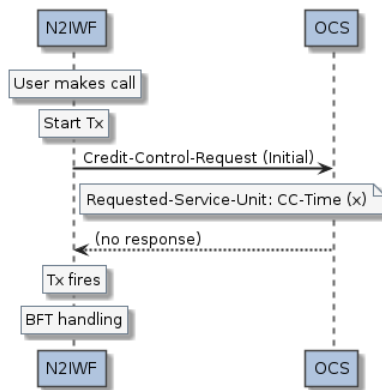 N2IWF OCS
User makes call
Start Tx
Credit-Control-Request (Initial)
Requested-Service-Unit: CC-Time (x)
(no response)
Tx fires
BFT handling
N2IWF OCS